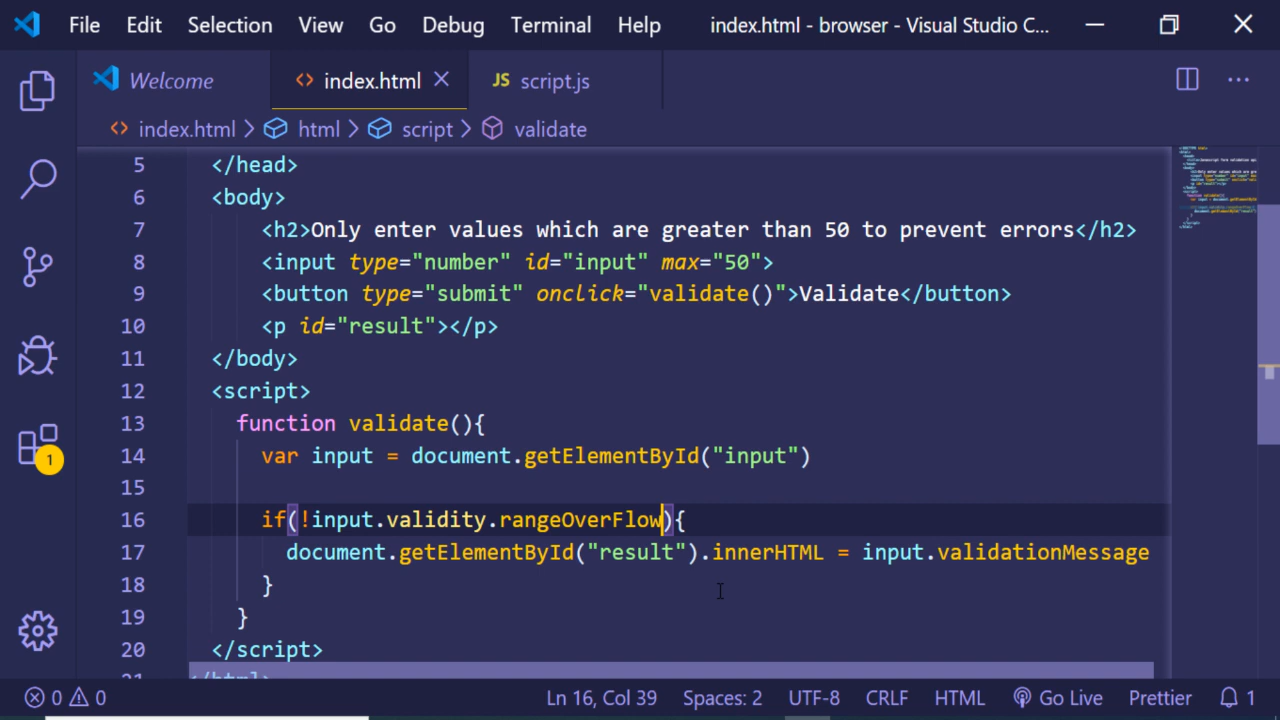 File Edit Selection View Go Debug Terminal Help index.html - browser - Visual Studio C...
Welcome index.html script.js
index.html > html > script > validate
5 </head>
6 <body>
7 <h2>Only enter values which are greater than 50 to prevent errors</h2>
8 <input type="number" id="input" max="50">
9 <button type="submit" onclick="validate()">Validate</button>
10 <p id="result"></p>
11 </body>
12 <script>
13 function validate(){
14 var input = document.getElementById("input")
15
16 if(!input.validity.rangeOverFlow){
17 document.getElementById("result").innerHTML = input.validationMessage
18 }
19 }
20 </script>
21 </html>
1
0 0 Ln 16, Col 39 Spaces: 2 UTF-8 CRLF HTML Go Live Prettier 1